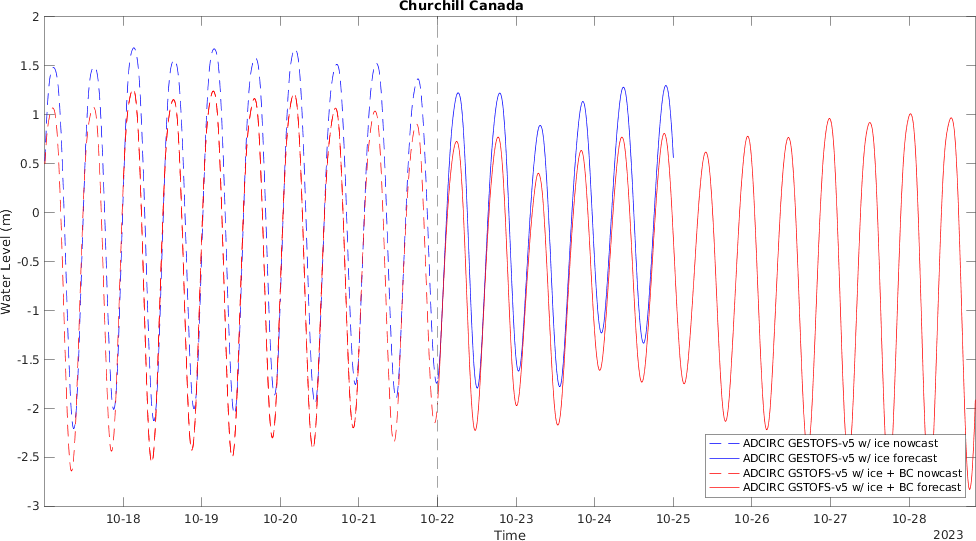 Churchill Canada
2
1.5
1
0.5
0
-0.5
-1
-1.5
-2
-2.5
-3
Water Level (m)
ADCIRC GESTOFS-v5 w/ ice nowcast
ADCIRC GESTOFS-v5 w/ ice forecast
ADCIRC GSTOFS-v5 w/ ice + BC nowcast
ADCIRC GSTOFS-v5 w/ ice + BC forecast
10-18 10-19 10-20 10-21 10-22 10-23 10-24 10-25 10-26 10-27 10-28
Time
2023